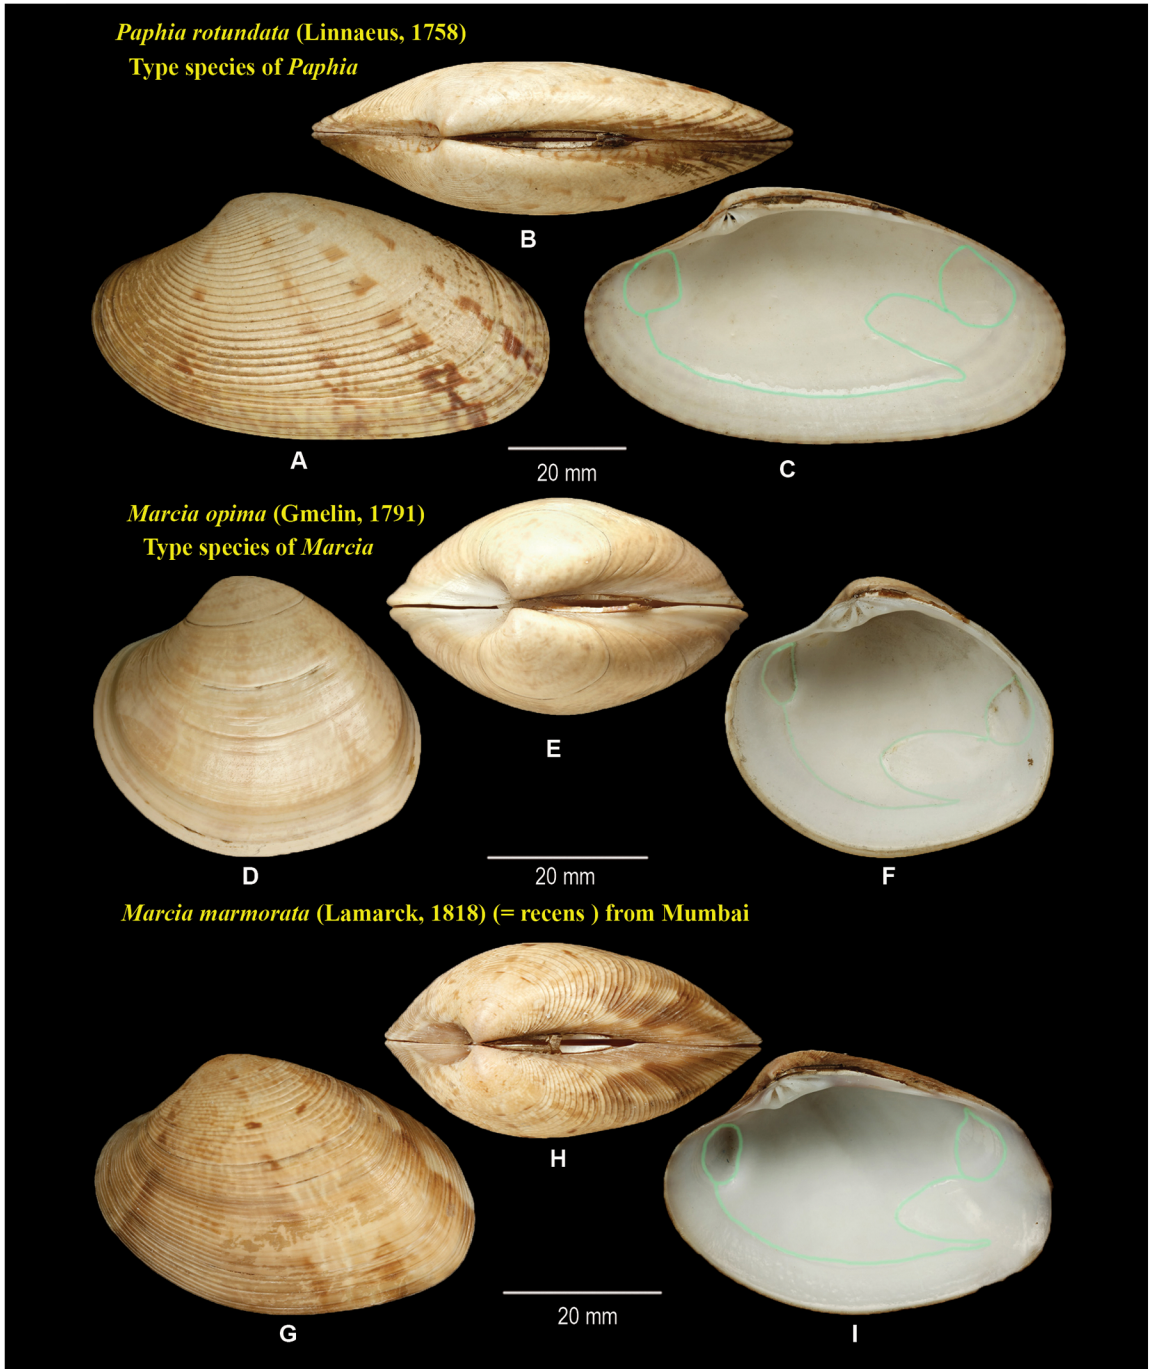 Paphia rotundata (Linnaeus, 1758)
Type species of Paphia
B
A
20 mm
C
Marcia opima (Gmelin, 1791)
Type species of Marcia
E
D
20 mm
F
Marcia marmorata (Lamarck, 1818) (= recens ) from Mumbai
H
G
20 mm
I